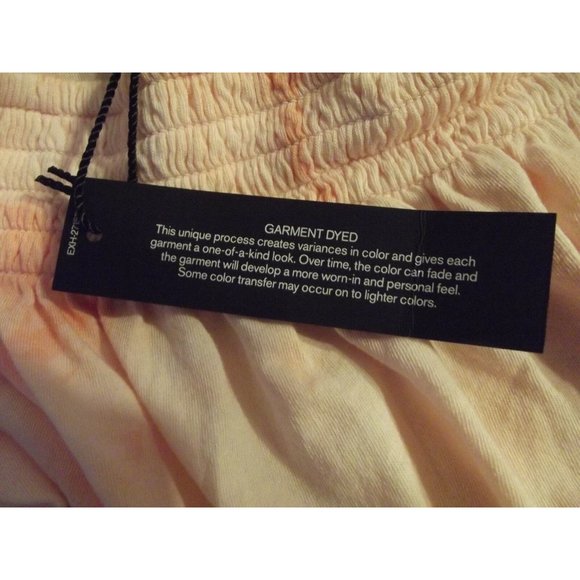 GARMENT DYED
This unique process creates variances in color and gives each
garment a one-of-a-kind look. Over time, the color can fade and
the garment will develop a more worn-in and personal feel.
Some color transfer may occur on to lighter colors.